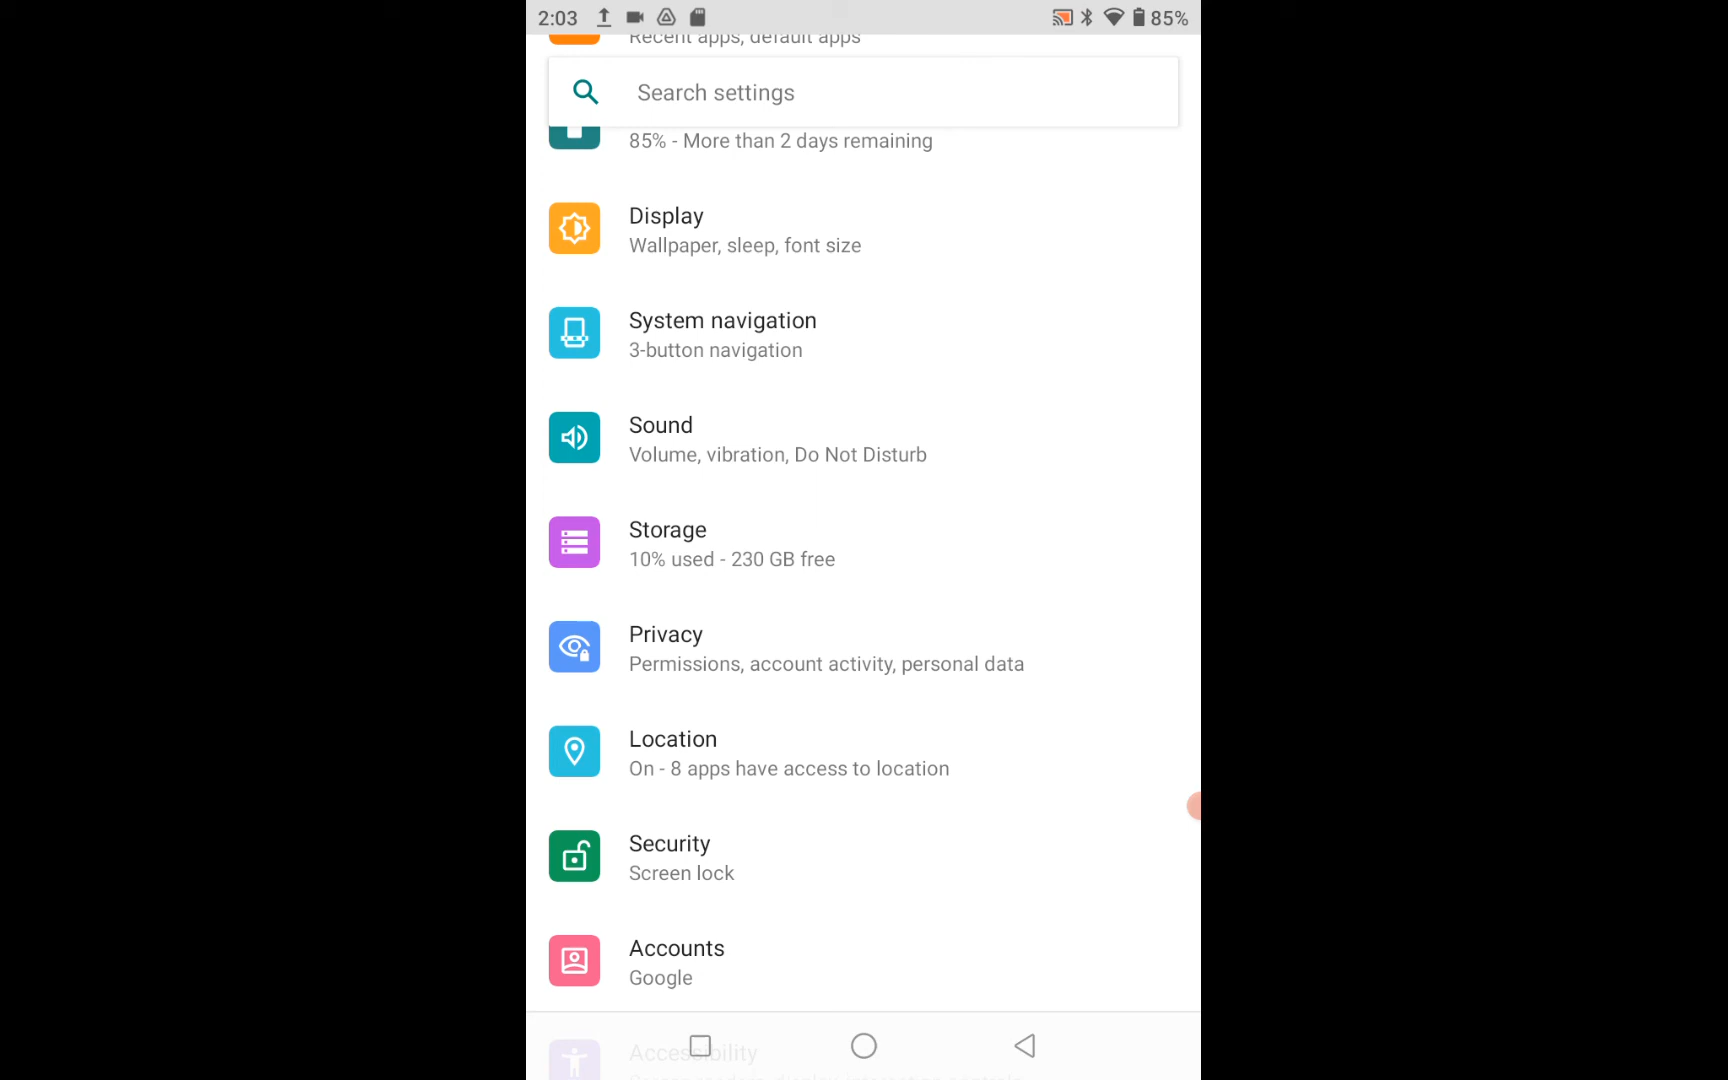 2:03 85%
Recent apps, default apps
Search settings
85% - More than 2 days remaining
Display
Wallpaper, sleep, font size
System navigation
3-button navigation
Sound
Volume, vibration, Do Not Disturb
Storage
10% used - 230 GB free
Privacy
Permissions, account activity, personal data
Location
On - 8 apps have access to location
Security
Screen lock
Accounts
Google
Accessibility